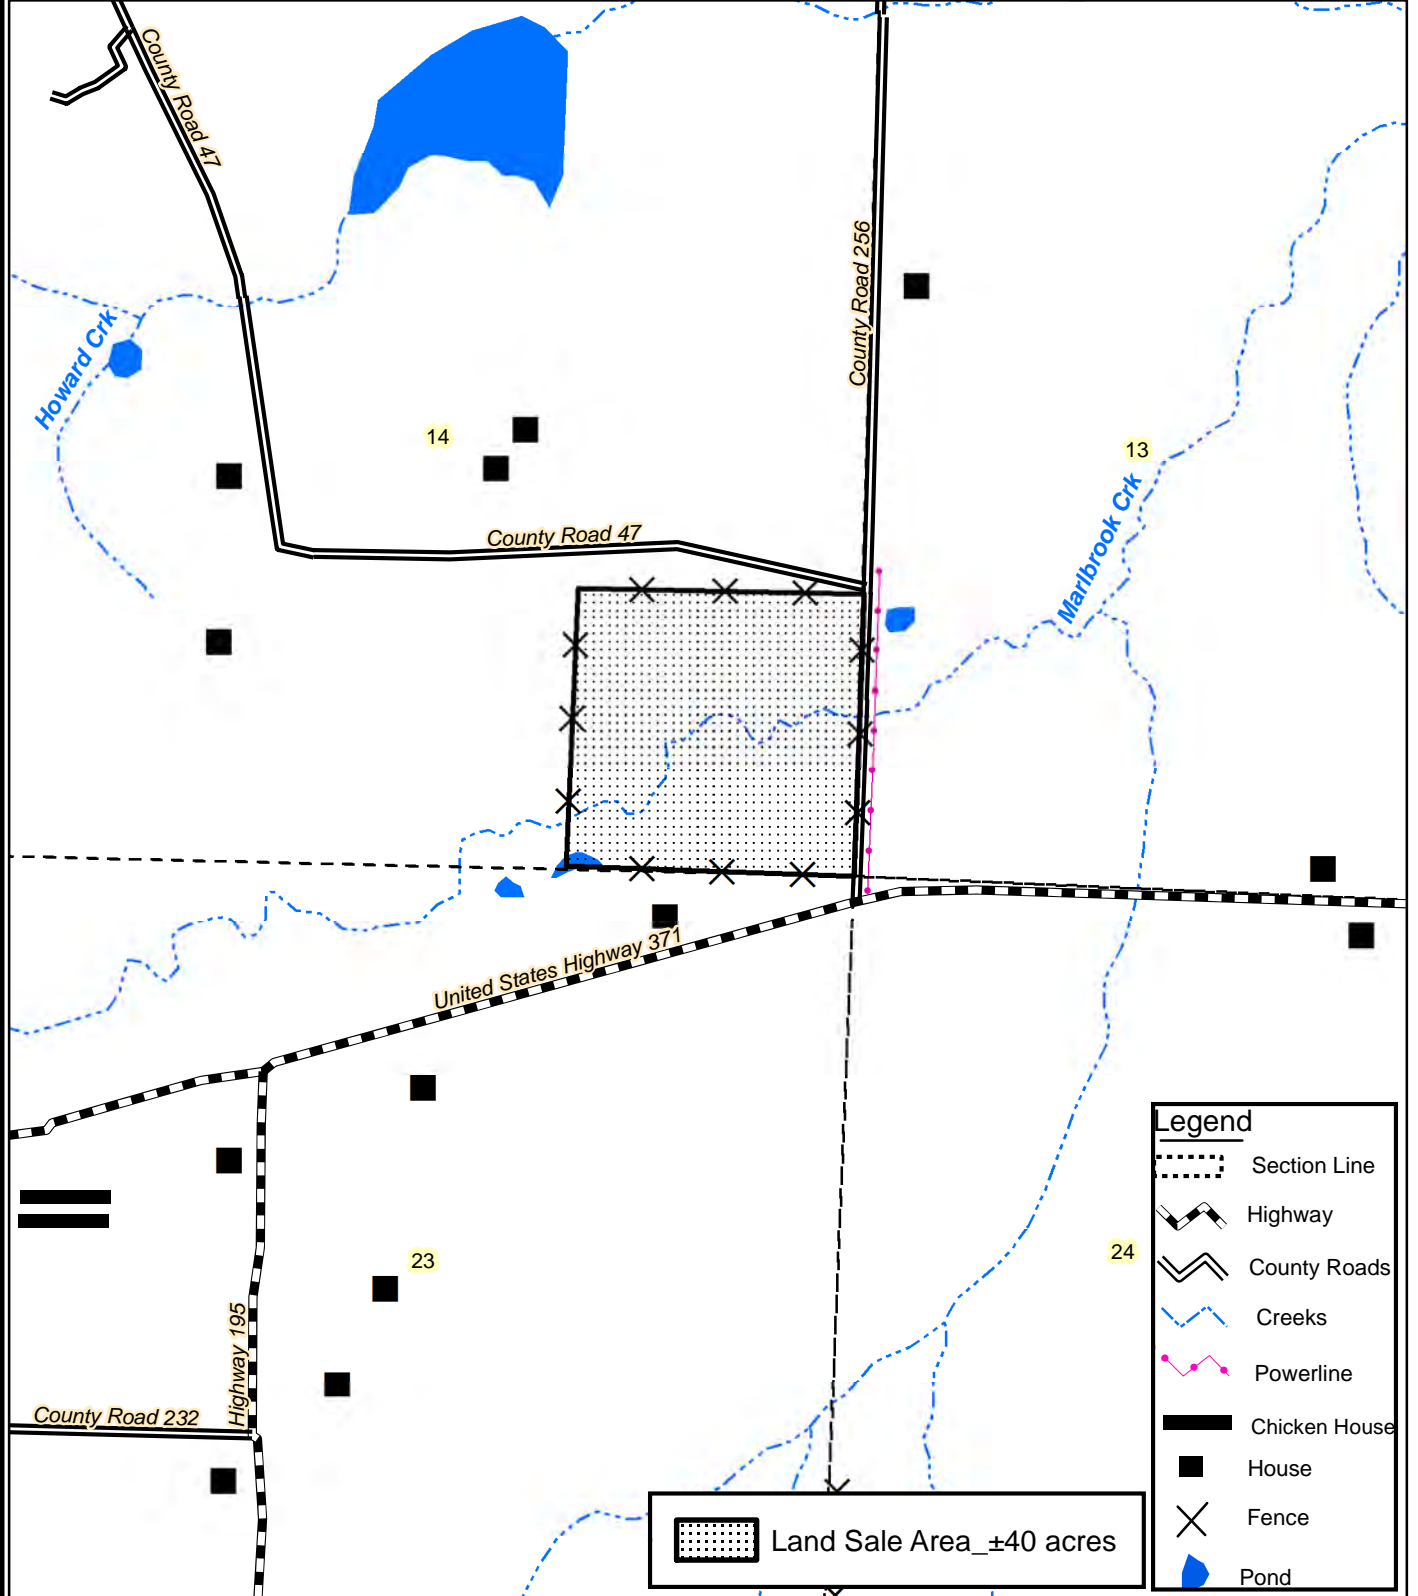 County Road 47
County Road 256
Howard Crk
14
13
Marlbrook Crk
County Road 47
United States Highway 371
23
24
Highway 195
County Road 232
Legend
Section Line
Highway
County Roads
Creeks
Powerline
Chicken House
House
Fence
Pond
Land Sale Area_±40 acres